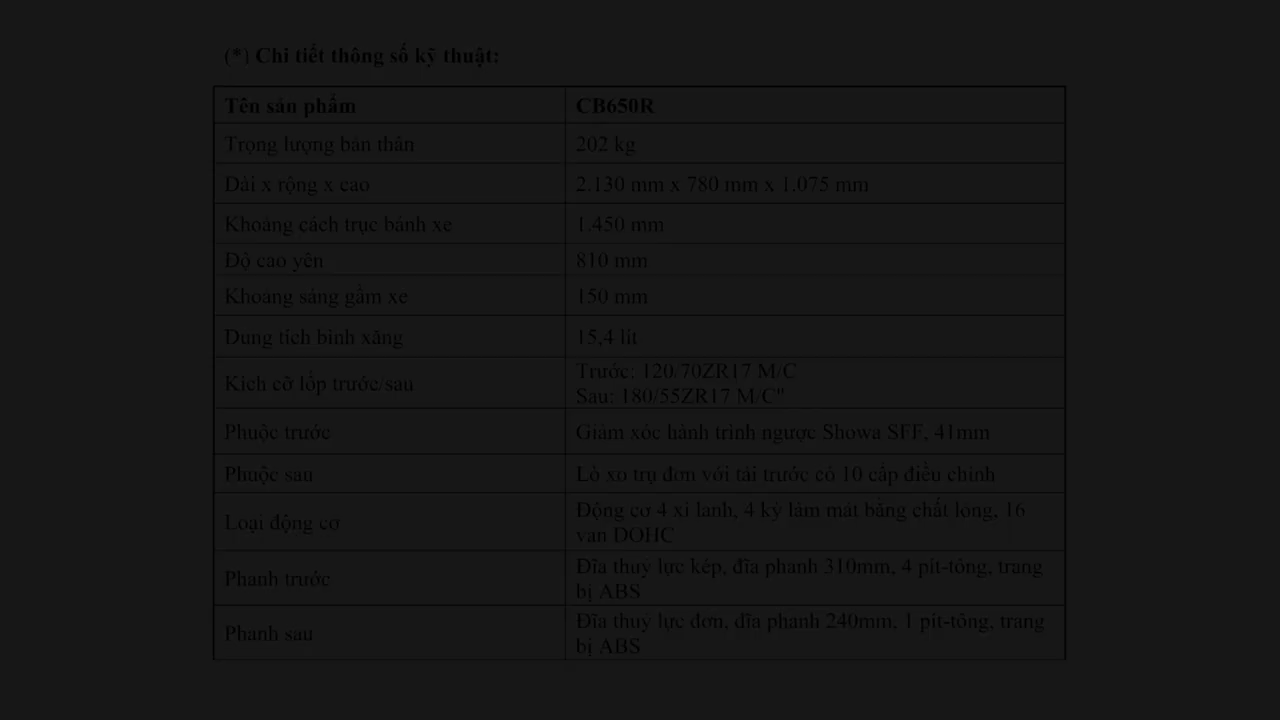 (*) Chi tiết thông số kỹ thuật:
Tên sản phẩm CB650R
Trọng lượng bản thân 202 kg
Dài x rộng x cao 2.130 mm x 780 mm x 1.075 mm
Khoảng cách trục bánh xe 1.450 mm
Độ cao yên 810 mm
Khoảng sáng gầm xe 150 mm
Dung tích bình xăng 15,4 lít
Kích cỡ lốp trước/sau
Trước: 120/70ZR17 M/C
Sau: 180/55ZR17 M/C"
Phuộc trước Giảm xóc hành trình ngược Showa SFF, 41mm
Phuộc sau Lò xo trụ đơn với tải trước có 10 cấp điều chỉnh
Loại động cơ
Động cơ 4 xi lanh, 4 kỳ làm mát bằng chất lỏng, 16
van DOHC
Phanh trước
Đĩa thuỷ lực kép, đĩa phanh 310mm, 4 pít-tông, trang
bị ABS
Phanh sau
Đĩa thuỷ lực đơn, đĩa phanh 240mm, 1 pít-tông, trang
bị ABS